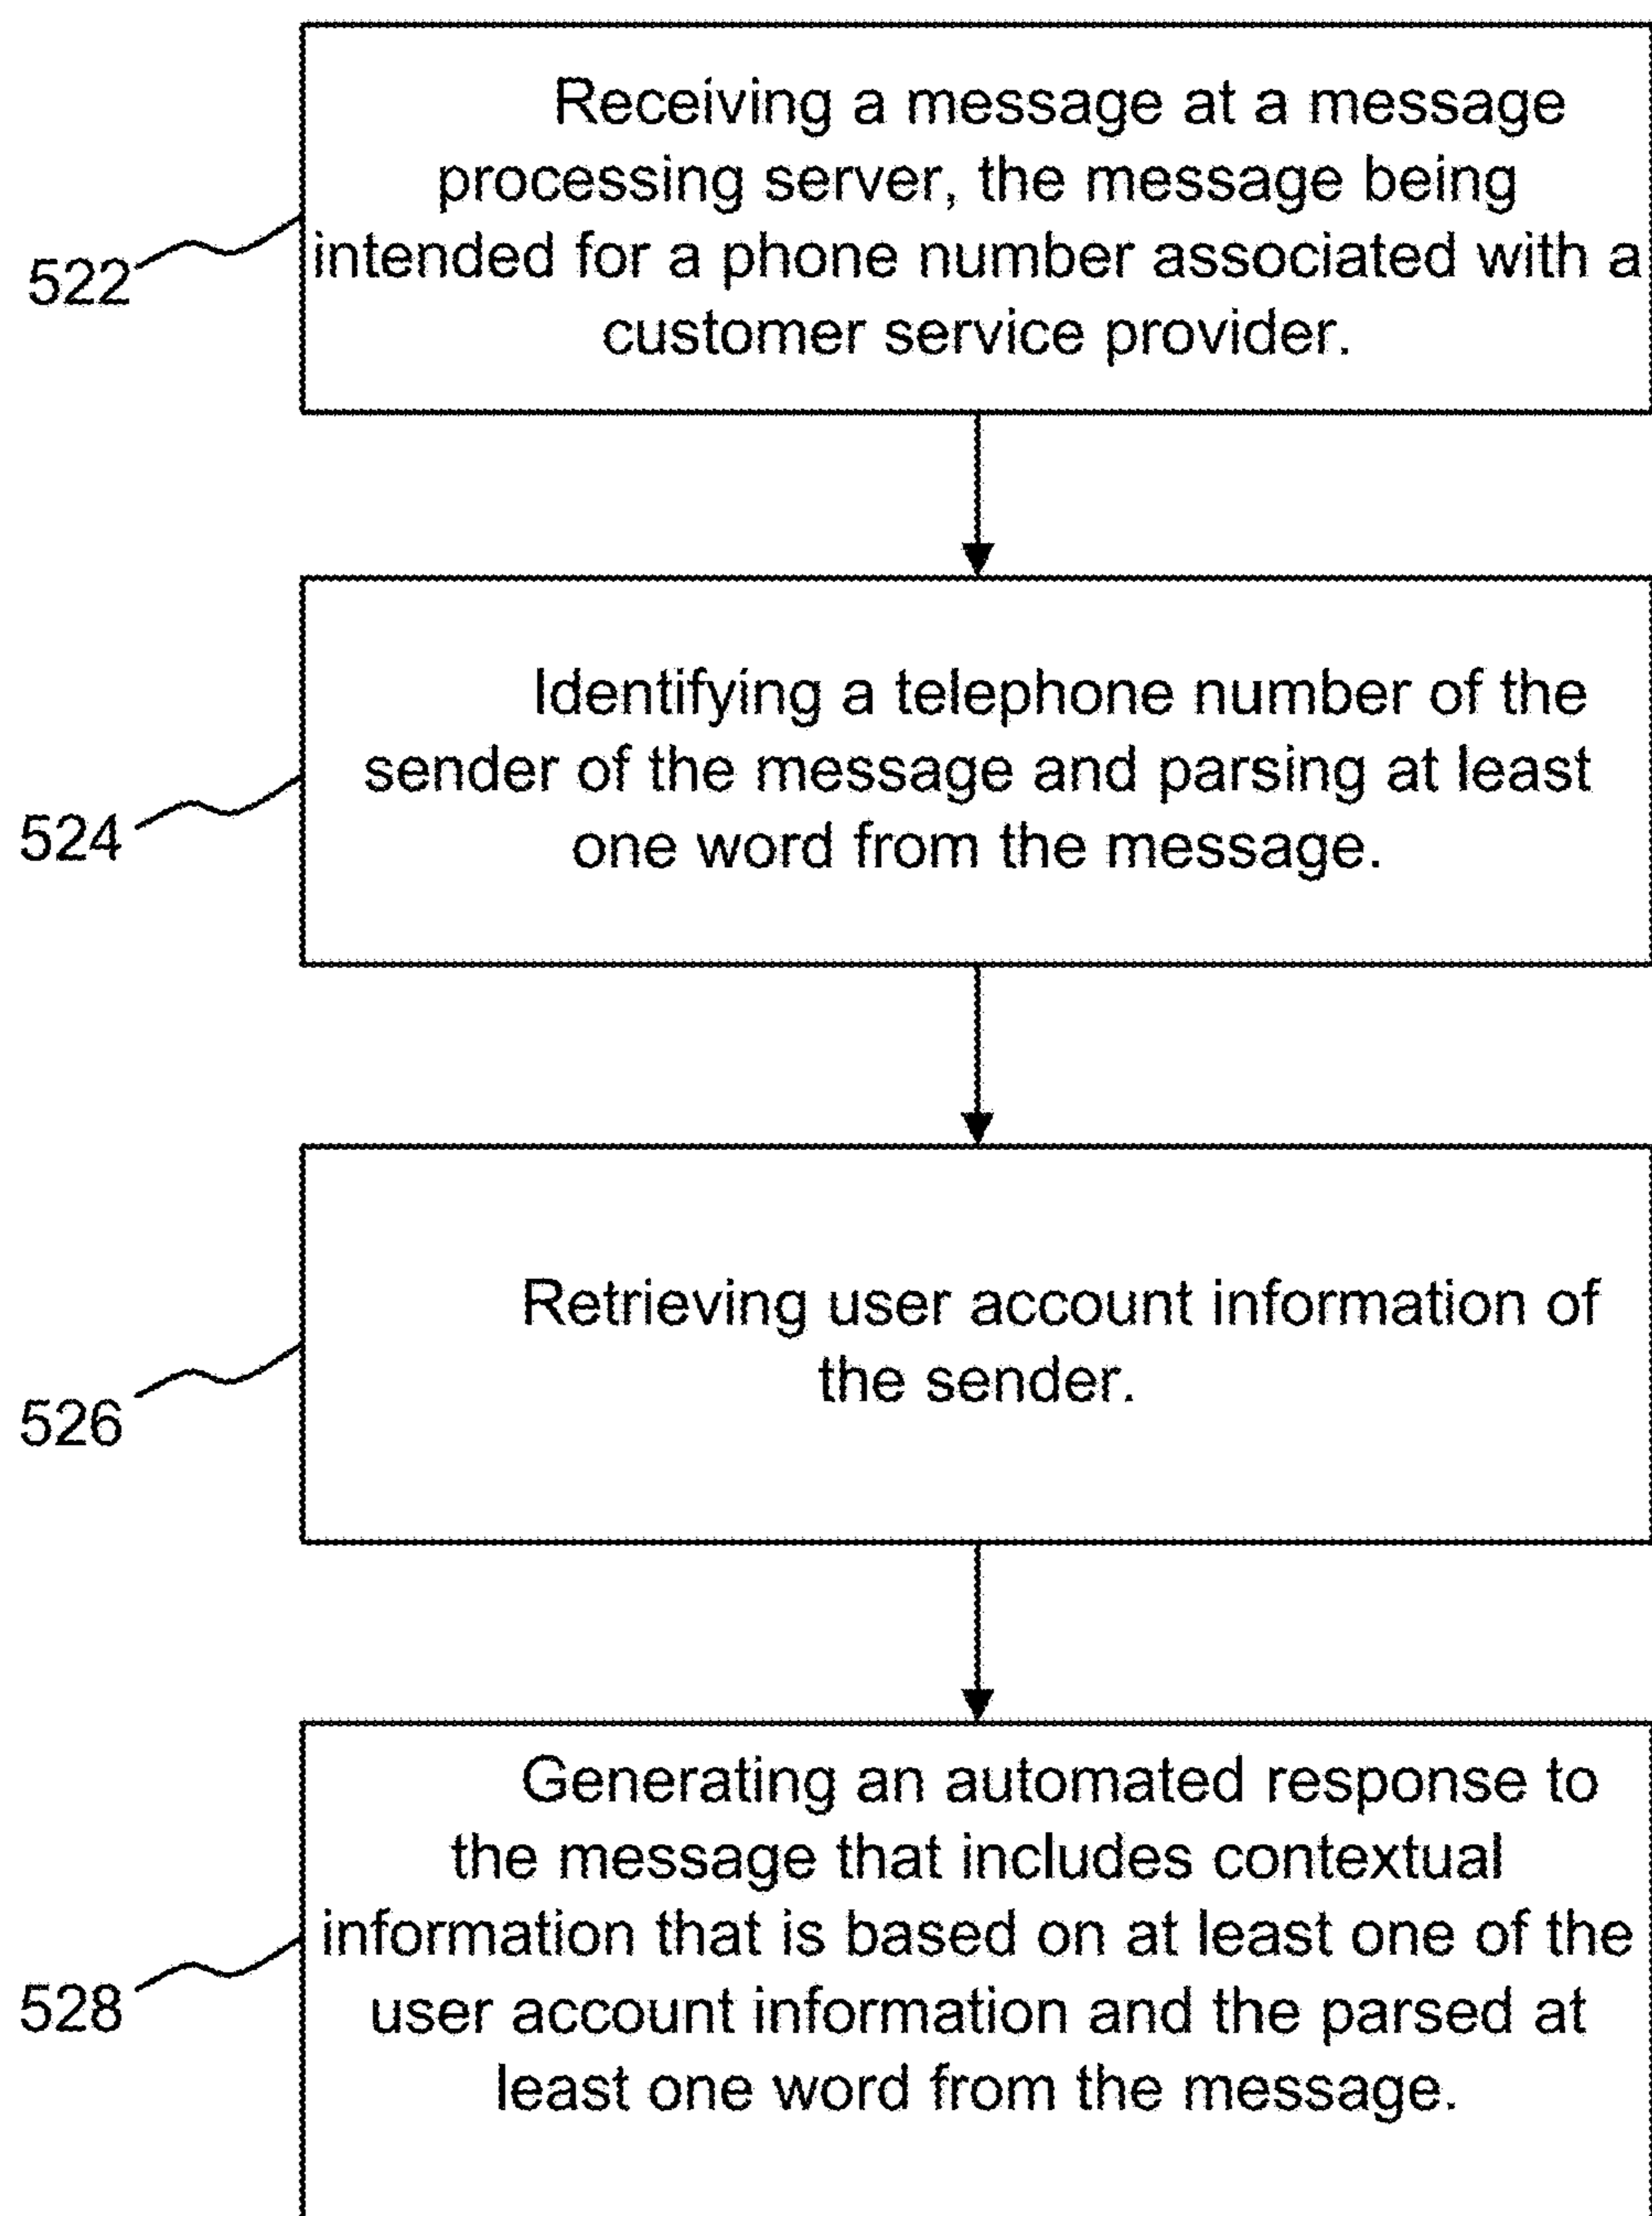 Receiving a message at a message
processing server, the message being
intended for a phone number associated with a
customer service provider.
522
Identifying a telephone number of the
sender of the message and parsing at least
one word from the message.
524
Retrieving user account information of
the sender.
526
Generating an automated response to
the message that includes contextual
information that is based on at least one of the
user account information and the parsed at
least one word from the message.
528